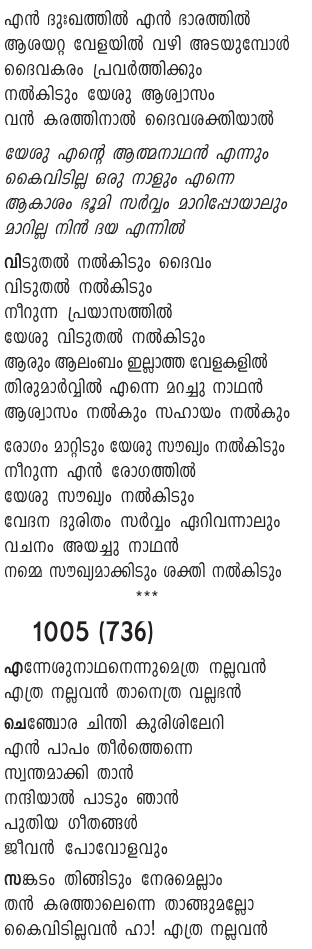 എൻ ദുഃഖത്തിൽ എൻ ഭാരത്തിൽ
ആശയറ്റ വേളയിൽ വഴി അടയുമ്പോൾ
ദൈവകരം പ്രവർത്തിക്കും
നൽകിടും യേശു ആശ്വാസം
വൻ കരത്തിനാൽ ദൈവശക്തിയാൽ
യേശു എന്റെ ആത്മനാഥൻ എന്നും
കൈവിടില്ല ഒരു നാളും എന്നെ
ആകാശം ഭൂമി സർവ്വം മാറിപ്പോയാലും
മാറില്ല നിൻ ദയ എന്നിൽ
വിടുതൽ നൽകിടും ദൈവം
വിടുതൽ നൽകിടും
നീറുന്ന പ്രയാസത്തിൽ
യേശു വിടുതൽ നൽകിടും
ആരും ആലംബം ഇല്ലാത്ത വേളകളിൽ
തിരുമാർവ്വിൽ എന്നെ മറച്ചു നാഥൻ
ആശ്വാസം നൽകും സഹായം നൽകും
രോഗം മാറ്റിടും യേശു സൗഖ്യം നൽകിടും
നീറുന്ന എൻ രോഗത്തിൽ
യേശു സൗഖ്യം നൽകിടും
വേദന ദുരിതം സർവ്വം ഏറിവന്നാലും
വചനം അയച്ചു നാഥൻ
നമ്മെ സൗഖ്യമാക്കിടും ശക്തി നൽകിടും
***
1005 (736)
എന്നേശുനാഥനെന്നുമെത്ര നല്ലവൻ
എത്ര നല്ലവൻ താനെത്ര വല്ലഭൻ
ചെഞ്ചോര ചിന്തി കുരിശിലേറി
എൻ പാപം തീർത്തെന്നെ
സ്വന്തമാക്കി താൻ
നന്ദിയാൽ പാടും ഞാൻ
പുതിയ ഗീതങ്ങൾ
ജീവൻ പോവോളവും
സങ്കടം തിങ്ങിടും നേരമെല്ലാം
തൻ കരത്താലെന്നെ താങ്ങുമല്ലോ
കൈവിടില്ലവൻ ഹാ! എത്ര നല്ലവൻ